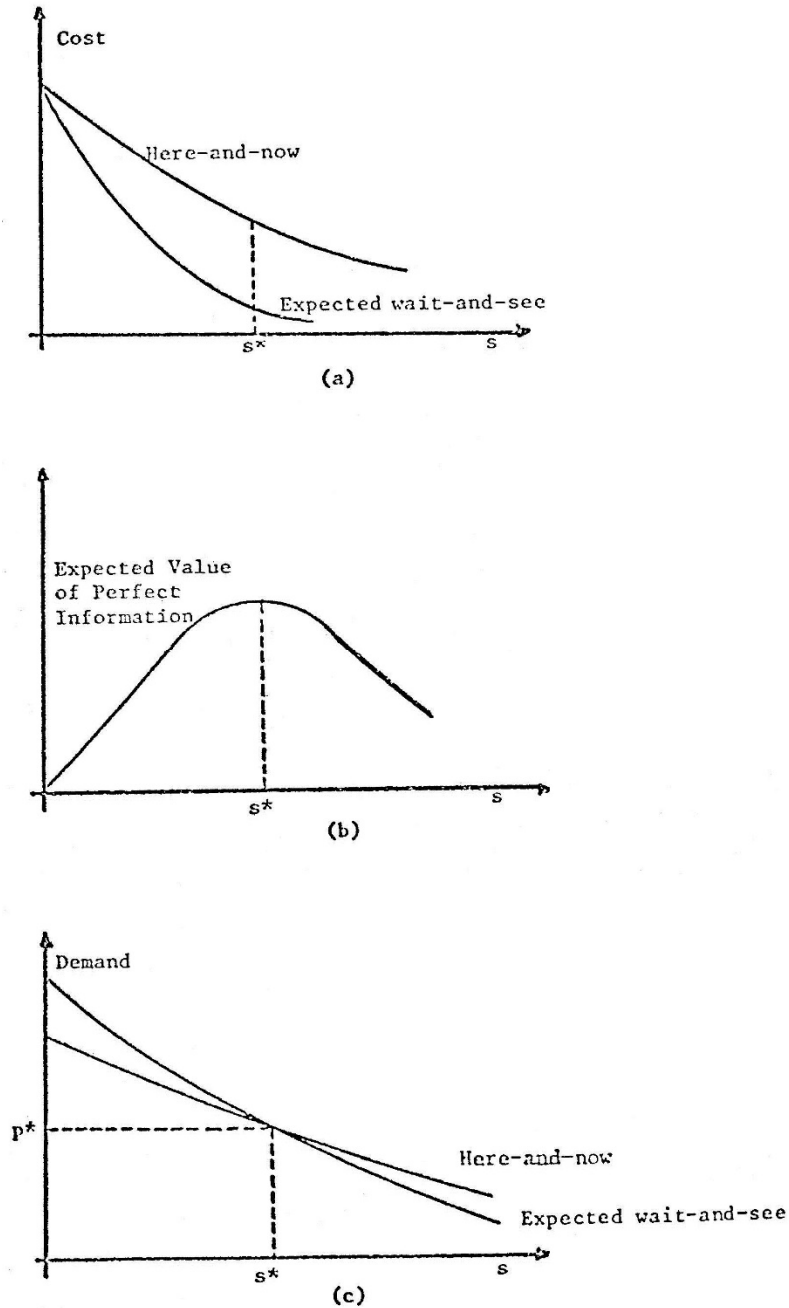 Cost
Here-and-now
Expected wait-and-see
s*
s
(a)
Expected Value
of Perfect
Information
s*
s
(b)
Demand
P*
Here-and-now
Expected wait-and-see
s*
s
(c)